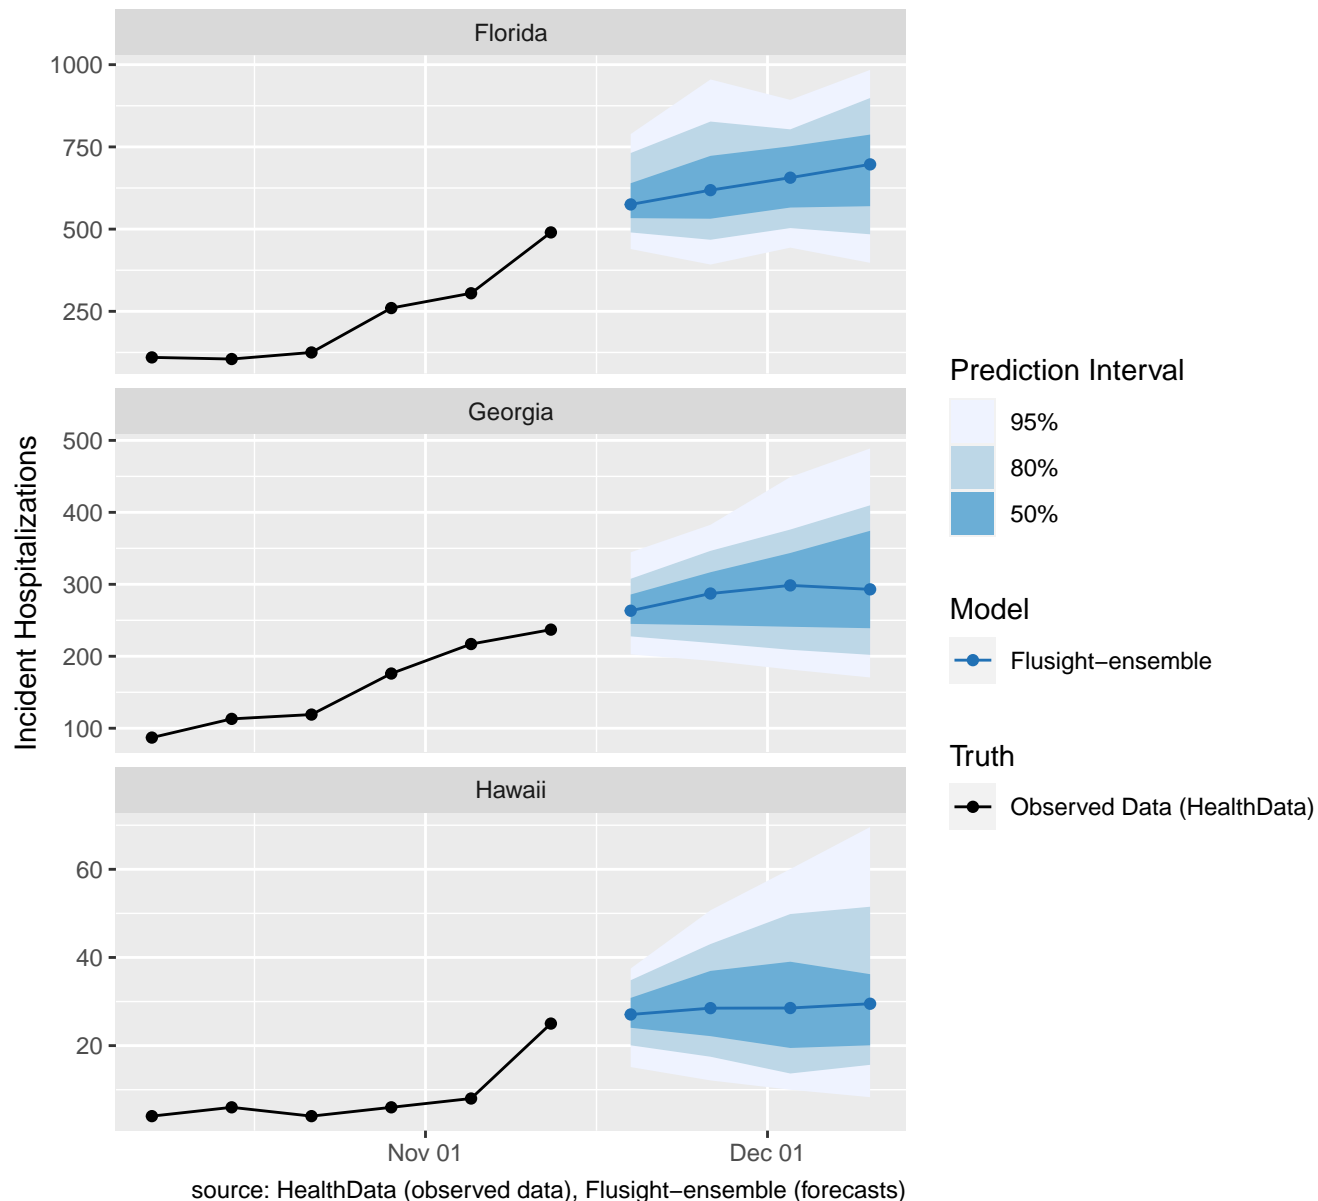 Florida
1000
750
500
250
Georgia
500
400
300
200
100
Hawaii
60
40
20
Nov 01
Dec 01
Incident Hospitalizations
source: HealthData (observed data), Flusight−ensemble (forecasts)
Prediction Interval
95%
80%
50%
Model
Flusight−ensemble
Truth
Observed Data (HealthData)